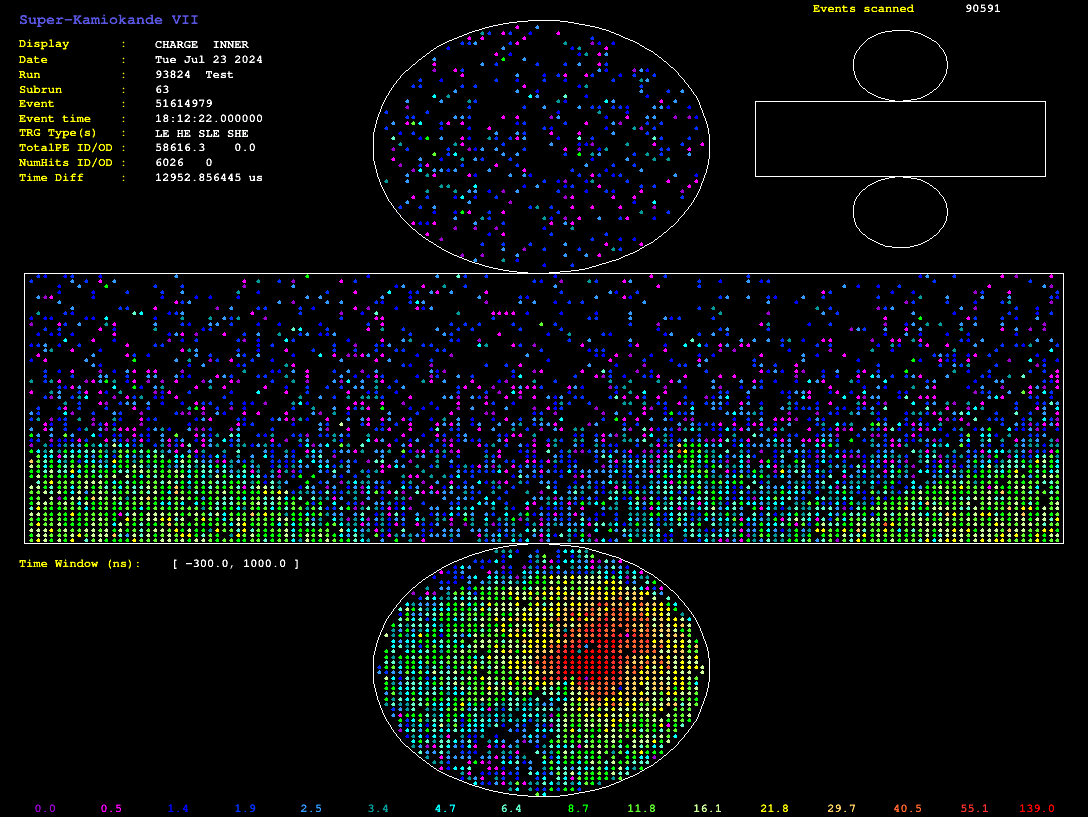 Super-Kamiokande VII
Events scanned 90591
Display : CHARGE INNER
Date : Tue Jul 23 2024
Run : 93824 Test
Subrun : 63
Event : 51614979
Event time : 18:12:22.000000
TRG Type(s) : LE HE SLE SHE
TotalPE ID/OD : 58616.3 0.0
NumHits ID/OD : 6026 0
Time Diff : 12952.856445 us
Time Window (ns): [ -300.0, 1000.0 ]
0.0 0.5 1.4 1.9 2.5 3.4 4.7 6.4 8.7 11.8 16.1 21.8 29.7 40.5 55.1 139.0